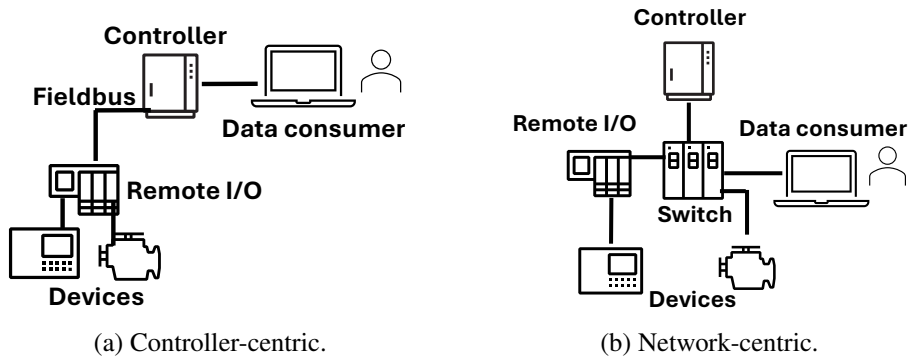 Controller
Fieldbus
Data consumer
Remote I/O
Devices
(a) Controller-centric.
Controller
Remote I/O
Data consumer
Switch
Devices
(b) Network-centric.